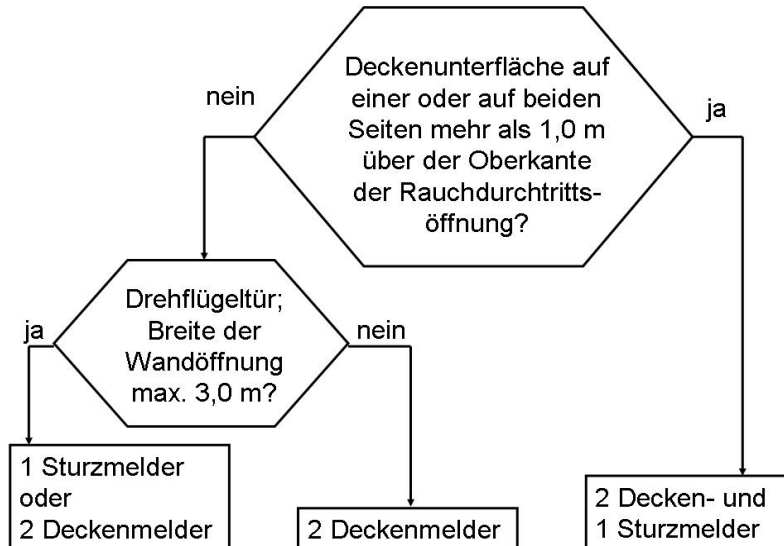 Deckenunterfläche auf
einer oder auf beiden
Seiten mehr als 1,0 m
über der Oberkante
der Rauchdurchtritts-
öffnung?
nein
ja
Drehflügeltür;
Breite der
Wandöffnung
max. 3,0 m?
ja
nein
1 Sturzmelder
oder
2 Deckenmelder
2 Deckenmelder
2 Decken- und
1 Sturzmelder